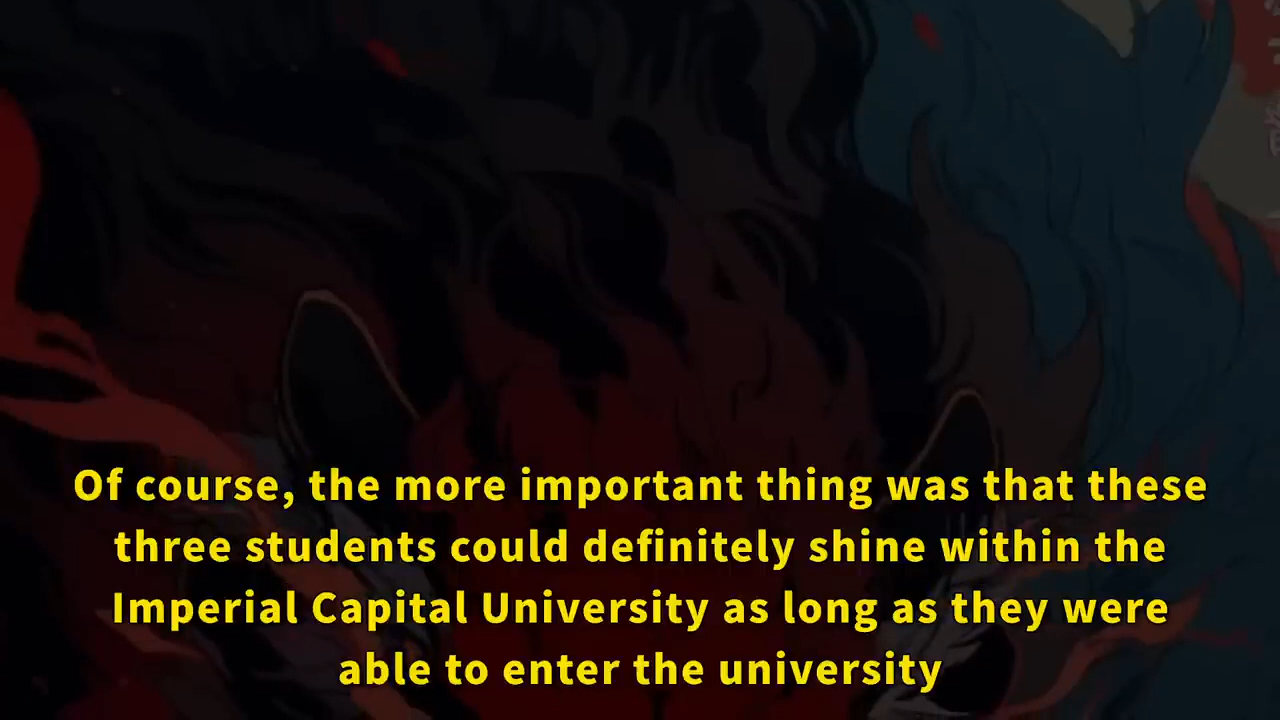 Of course, the more important thing was that these
three students could definitely shine within the
Imperial Capital University as long as they were
able to enter the university